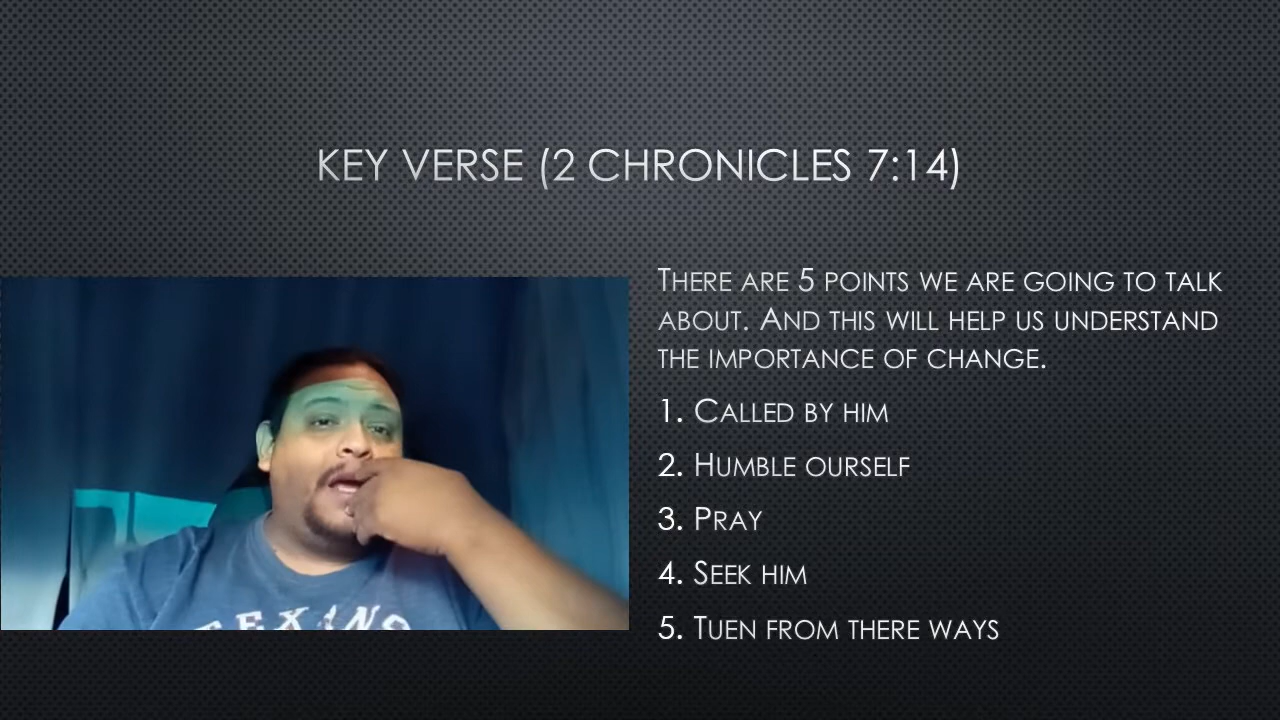 KEY VERSE (2 CHRONICLES 7:14)
THERE ARE 5 POINTS WE ARE GOING TO TALK
ABOUT. AND THIS WILL HELP US UNDERSTAND
THE IMPORTANCE OF CHANGE.
1. CALLED BY HIM
2. HUMBLE OURSELF
3. PRAY
4. SEEK HIM
5. TUEN FROM THERE WAYS